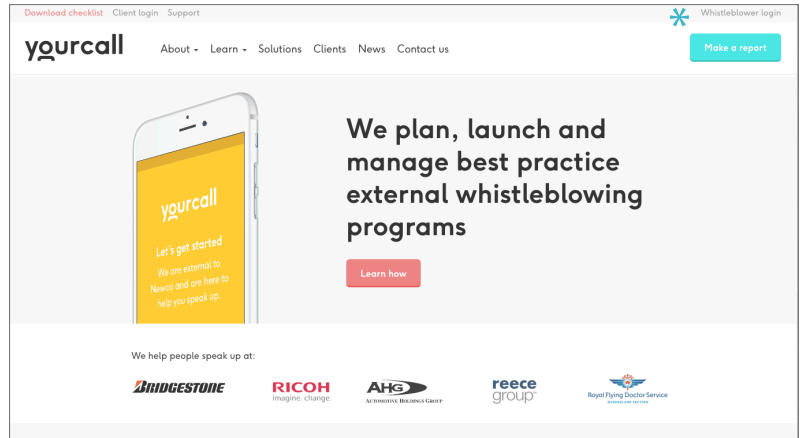 Download checklist Client login Support
Whistleblower login
yourcall
About Learn Solutions Clients News Contact us
Make a report
We plan, launch and
manage best practice
external whistleblowing
programs
Learn how
yourcall
Let's get started
We are external to
Newco and are here to
help you speak up.
We help people speak up at:
BRIDGESTONE
RICOH
imagine. change.
AHG
AUTOMOTIVE HOLDINGS GROUP
reece
group
Royal Flying Doctor Service
QUEENSLAND SECTION